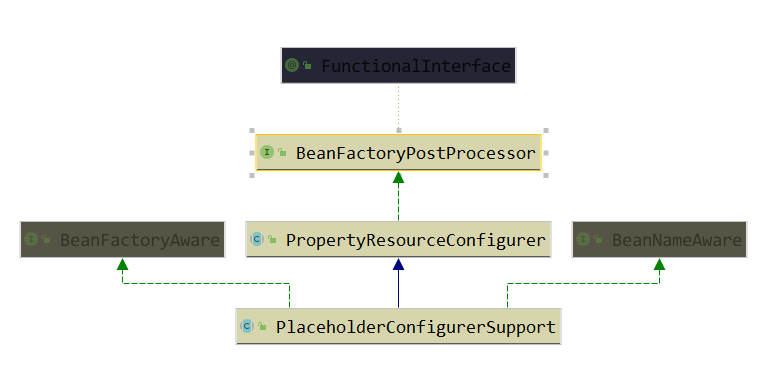 FunctionalInterface
BeanFactoryPostProcessor
BeanFactoryAware
PropertyResourceConfigurer
BeanNameAware
PlaceholderConfigurerSupport